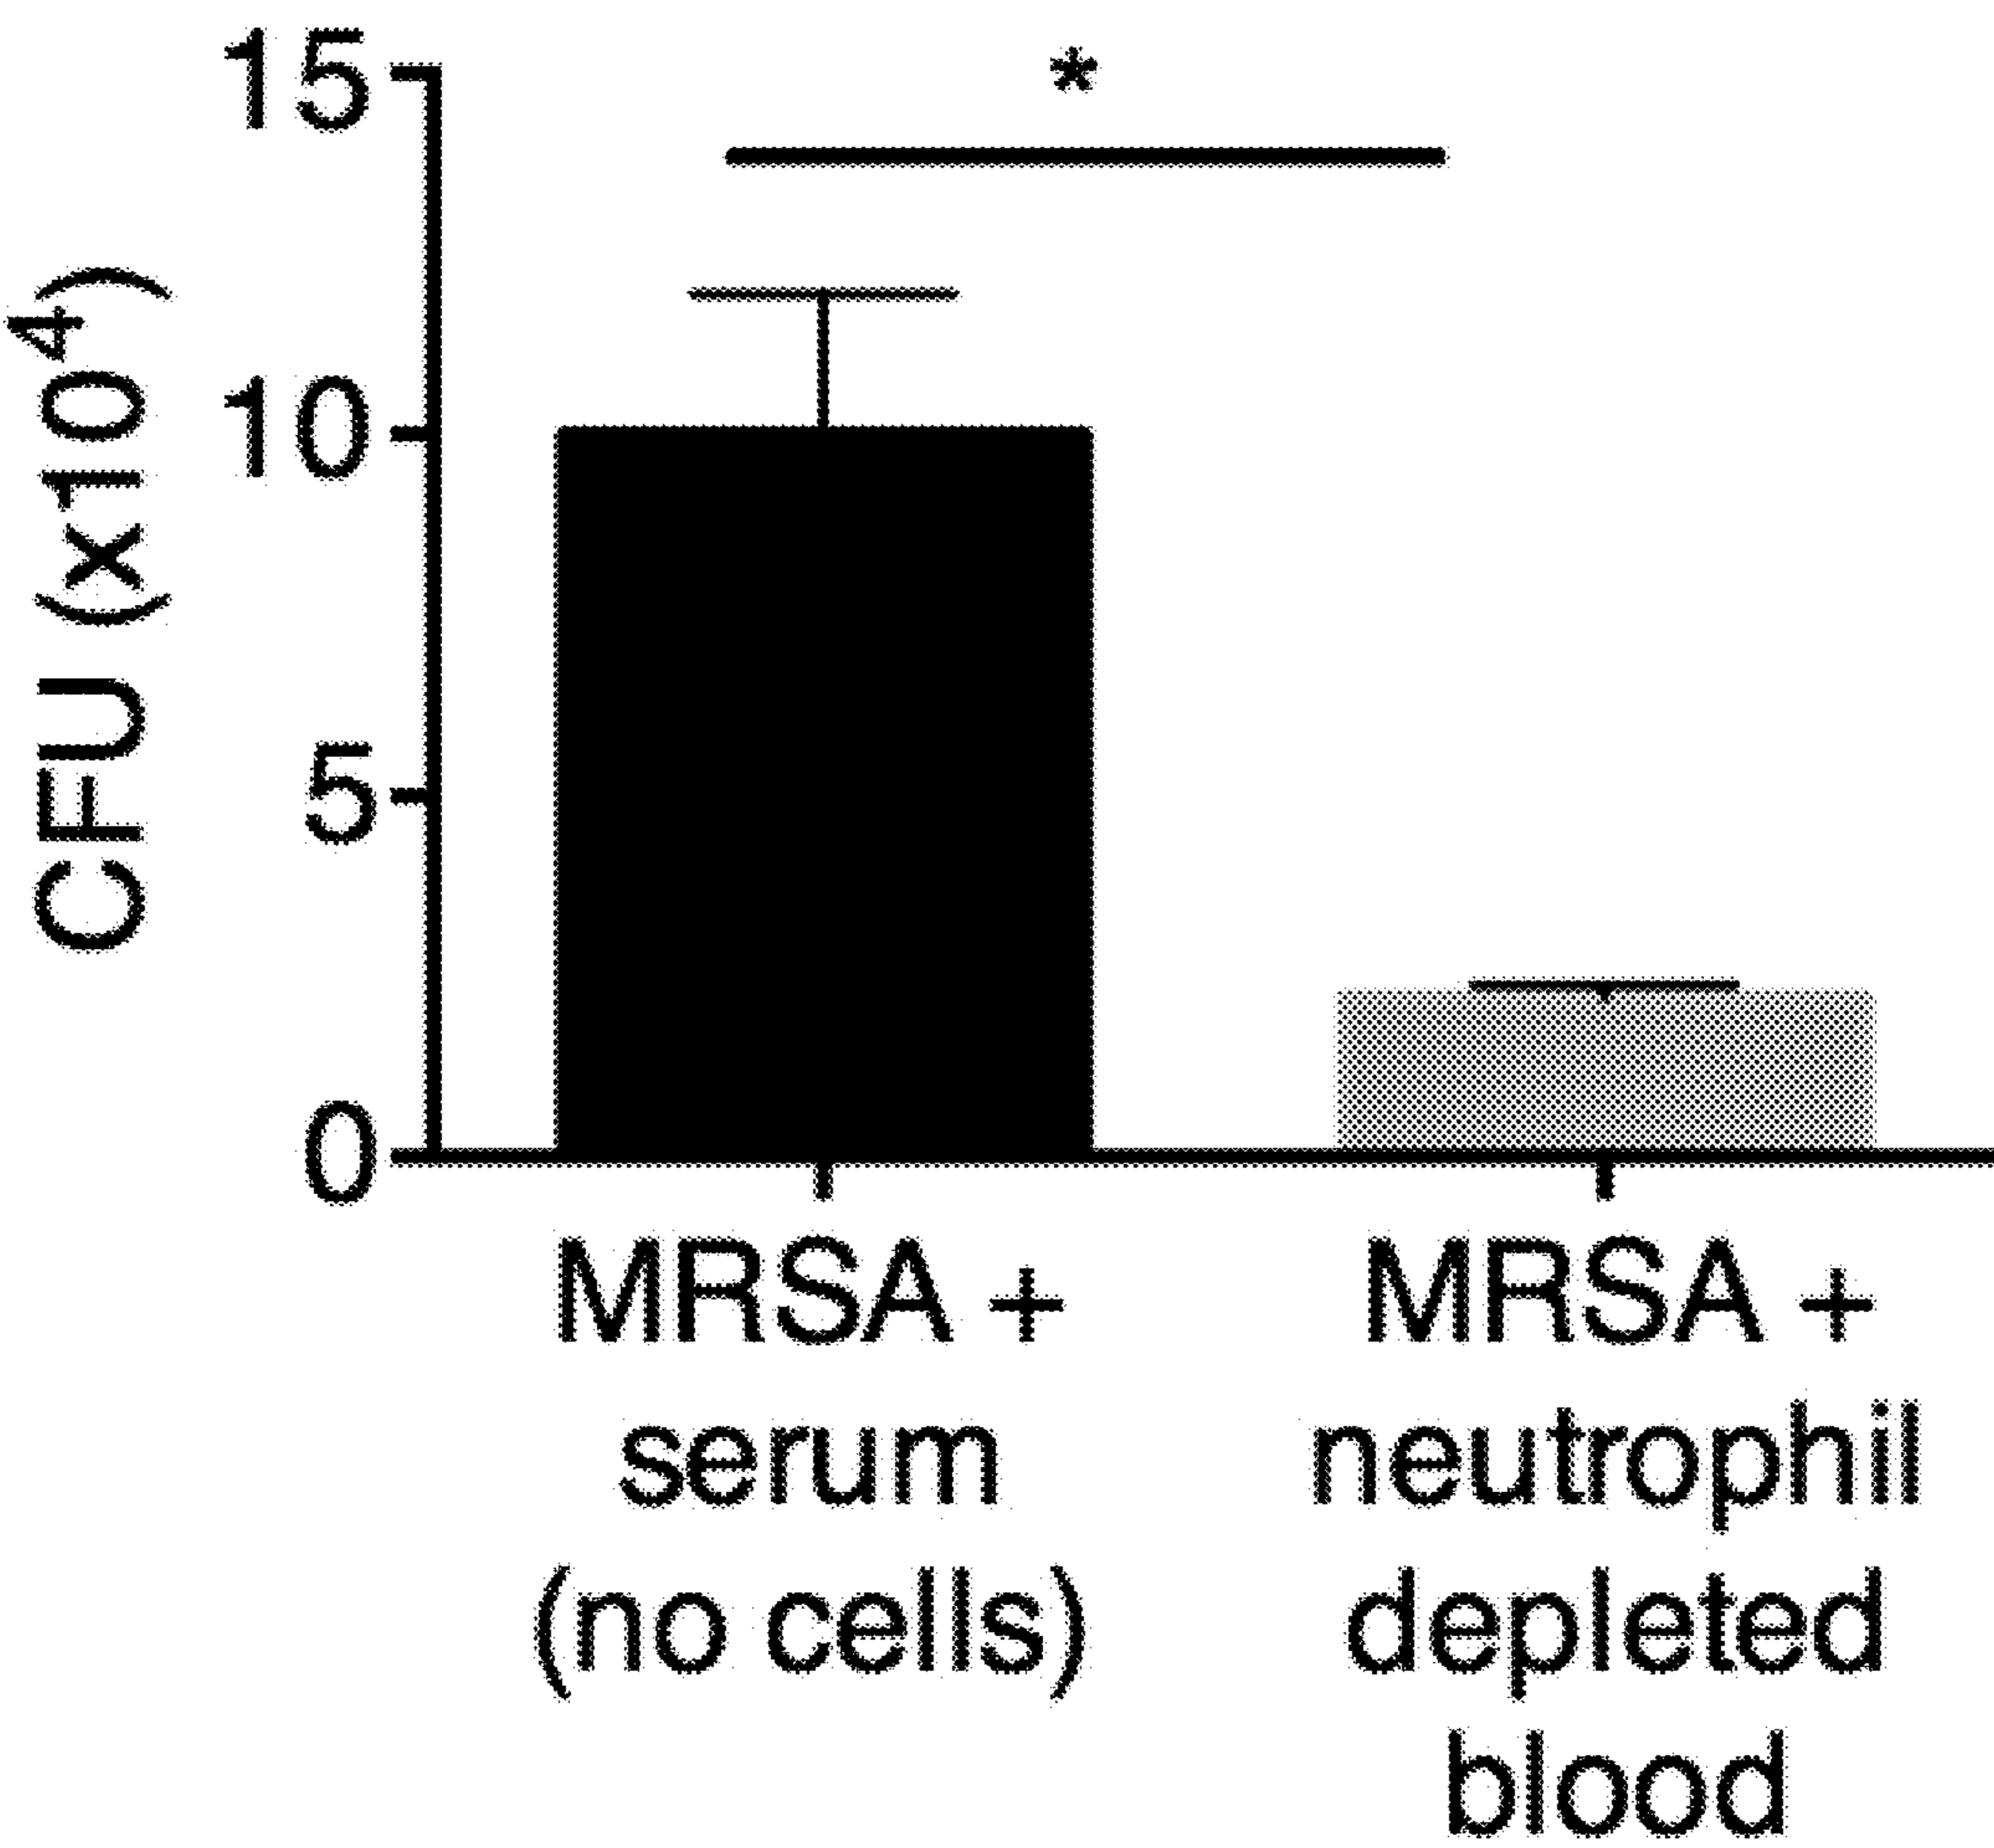 *
CFU (x10⁴)
15
10
5
0
MRSA +
serum
(no cells)
MRSA +
neutrophil
depleted
blood